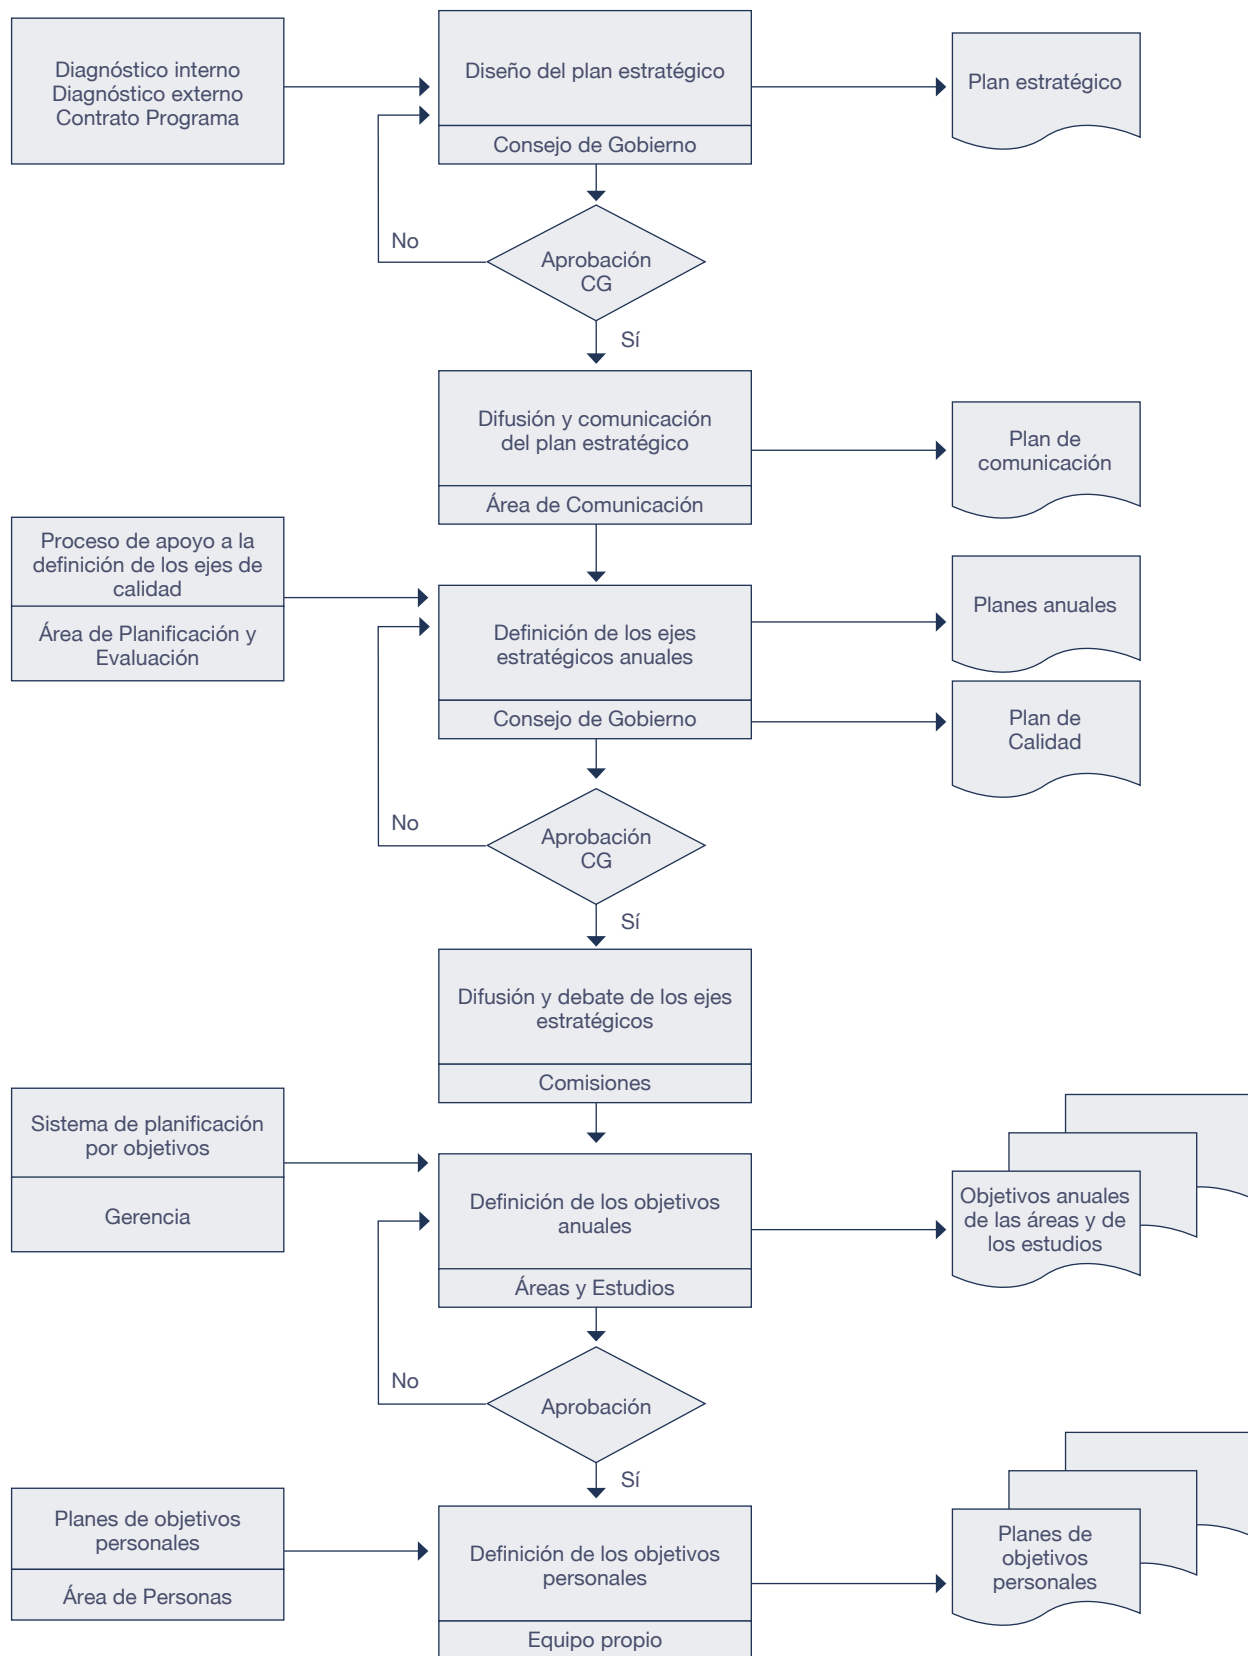 Diagnóstico interno
Diagnóstico externo
Contrato Programa
Diseño del plan estratégico
Consejo de Gobierno
Plan estratégico
No
Aprobación
CG
Sí
Difusión y comunicación
del plan estratégico
Área de Comunicación
Plan de
comunicación
Proceso de apoyo a la
definición de los ejes de
calidad
Área de Planificación y
Evaluación
Definición de los ejes
estratégicos anuales
Consejo de Gobierno
Planes anuales
Plan de
Calidad
No
Aprobación
CG
Sí
Difusión y debate de los ejes
estratégicos
Comisiones
Sistema de planificación
por objetivos
Gerencia
Definición de los objetivos
anuales
Áreas y Estudios
Objetivos anuales
de las áreas y de
los estudios
No
Aprobación
Sí
Planes de objetivos
personales
Área de Personas
Definición de los objetivos
personales
Equipo propio
Planes de
objetivos
personales